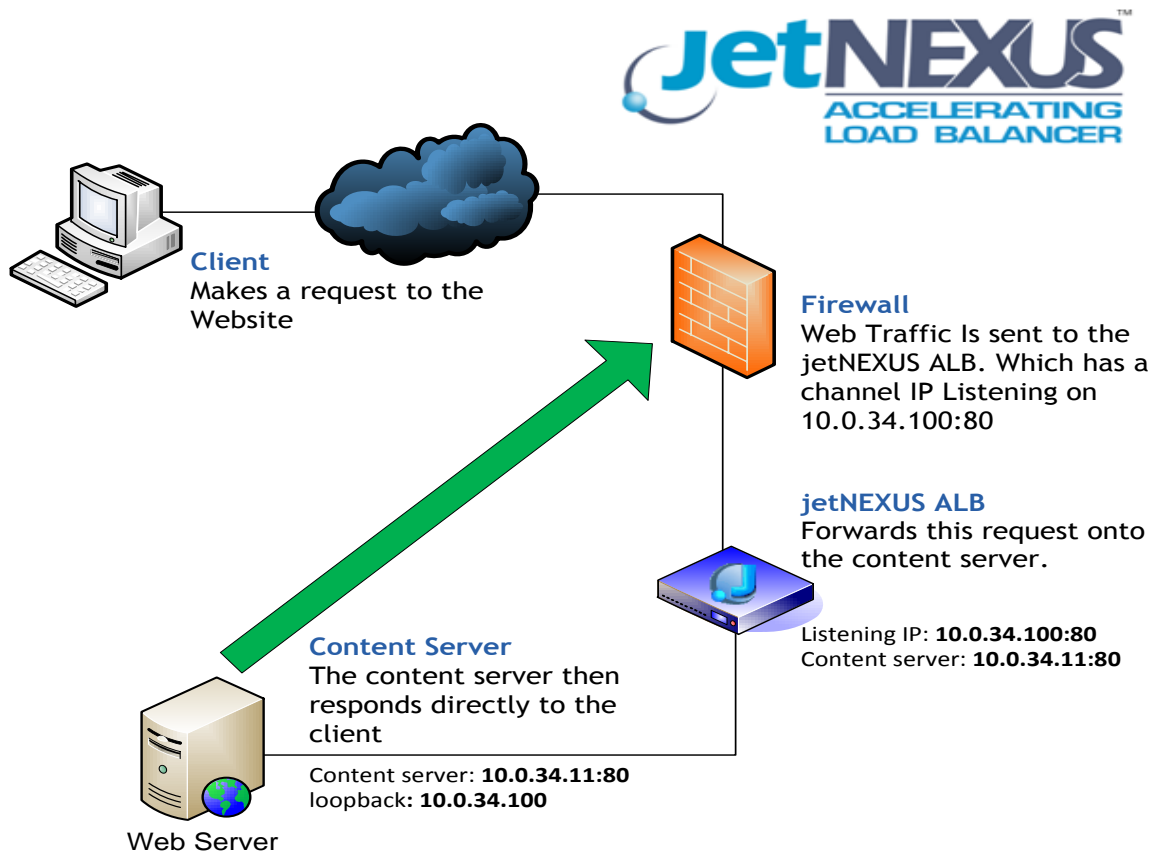 jetNEXUS™
ACCELERATING
LOAD BALANCER
Client
Makes a request to the
Website
Firewall
Web Traffic Is sent to the
jetNEXUS ALB. Which has a
channel IP Listening on
10.0.34.100:80
jetNEXUS ALB
Forwards this request onto
the content server.
Listening IP: 10.0.34.100:80
Content server: 10.0.34.11:80
Content Server
The content server then
responds directly to the
client
Content server: 10.0.34.11:80
loopback: 10.0.34.100
Web Server